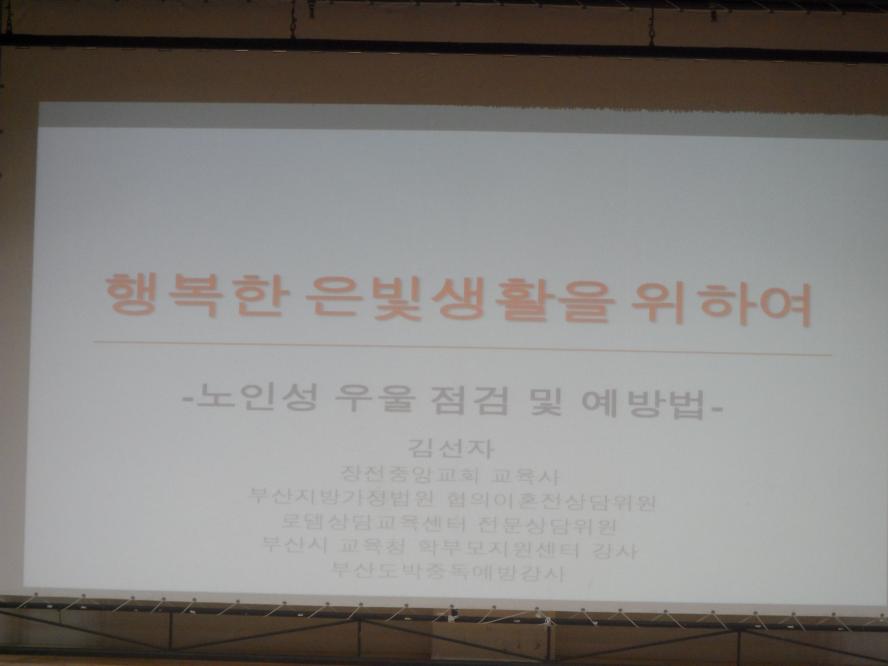 행복한 은빛생활을 위하여
-노인성 우울 점검 및 예방법-
김선자
장전중앙교회 교육사
부산지방가정법원 협의이혼전상담위원
로뎀상담교육센터 전문상담위원
부산시 교육청 학부모지원센터 강사
부산도박중독예방강사